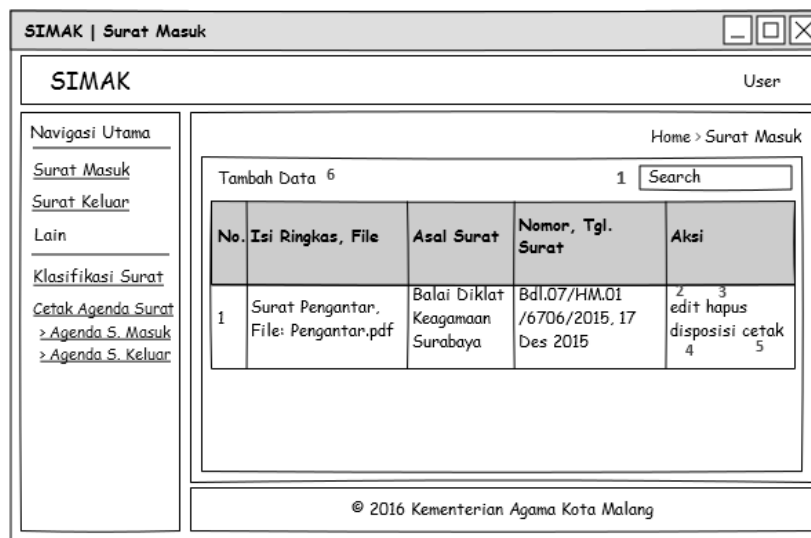 SIMAK | Surat Masuk
SIMAK
User
Navigasi Utama
Surat Masuk
Surat Keluar
Lain
Klasifikasi Surat
Cetak Agenda Surat
> Agenda S. Masuk
> Agenda S. Keluar
Home > Surat Masuk
Tambah Data 6
1 Search
No.
Isi Ringkas, File
Asal Surat
Nomor, Tgl.
Surat
Aksi
1
Surat Pengantar,
File: Pengantar.pdf
Balai Diklat
Keagamaan
Surabaya
Bdl.07/HM.01
/6706/2015, 17
Des 2015
2 3
edit hapus
disposisi cetak
4 5
© 2016 Kementerian Agama Kota Malang